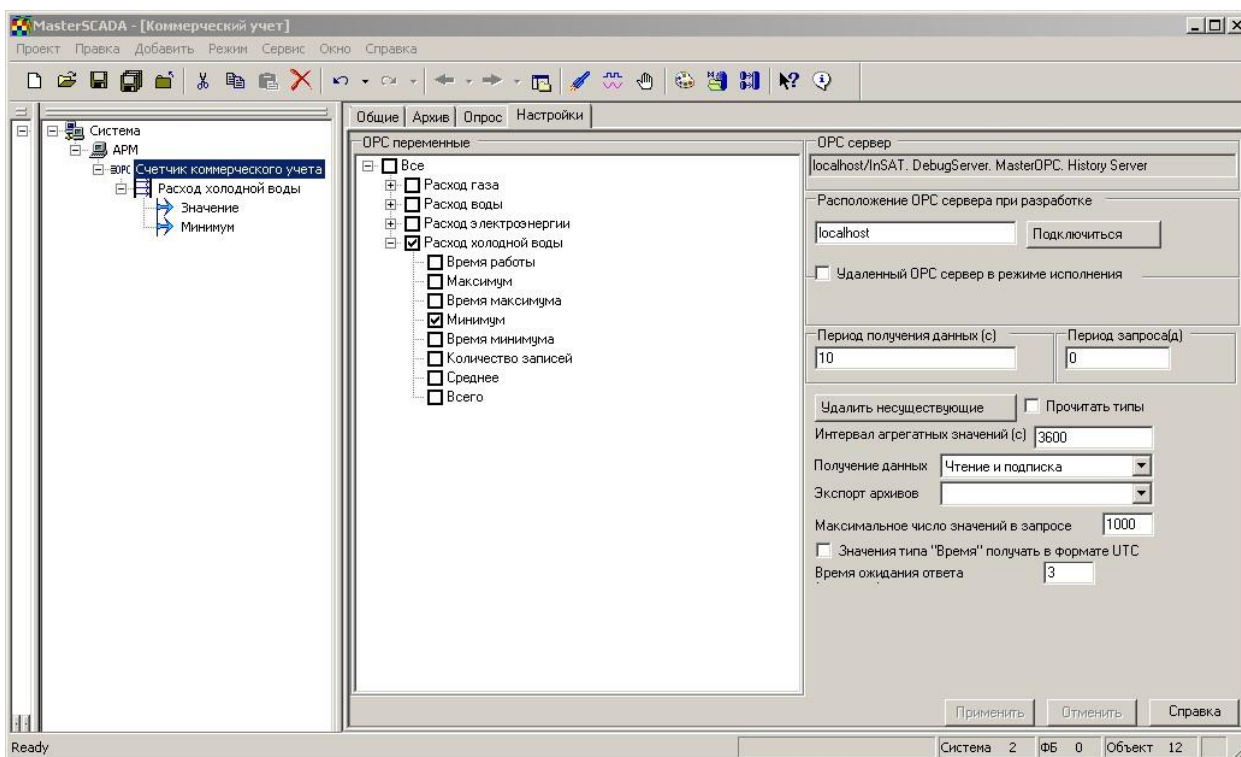 MasterSCADA - [Коммерческий учет]
Проект Правка Добавить Режим Сервис Окно Справка
Система
АРМ
OPC Счетчик коммерческого учета
Расход холодной воды
Значение
Минимум
Общие Архив Опрос Настройки
OPC переменные
Все
Расход газа
Расход воды
Расход электроэнергии
Расход холодной воды
Время работы
Максимум
Время максимума
Минимум
Время минимума
Количество записей
Среднее
Всего
OPC сервер
localhost/InSAT. DebugServer. MasterOPC. History Server
Расположение OPC сервера при разработке
localhost Подключиться
Удаленный OPC сервер в режиме исполнения
Период получения данных (с) Период запроса(д)
10 0
Удалить несуществующие Прочитать типы
Интервал агрегатных значений (с) 3600
Получение данных Чтение и подписка
Экспорт архивов
Максимальное число значений в запросе 1000
Значения типа "Время" получать в формате UTC
Время ожидания ответа 3
Применить Отменить Справка
Ready Система 2 ФБ 0 Объект 12